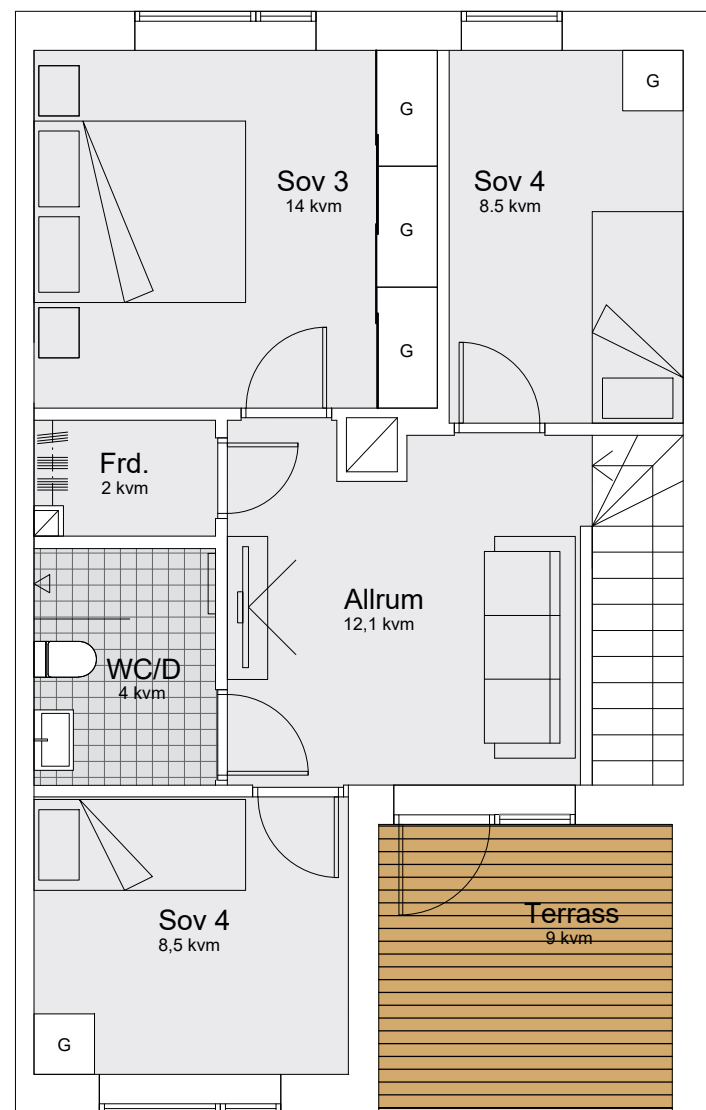 G
G
Sov 3
14 kvm
Sov 4
8.5 kvm
G
G
Frd.
2 kvm
Allrum
12,1 kvm
WC/D
4 kvm
Sov 4
8,5 kvm
Terrass
9 kvm
G